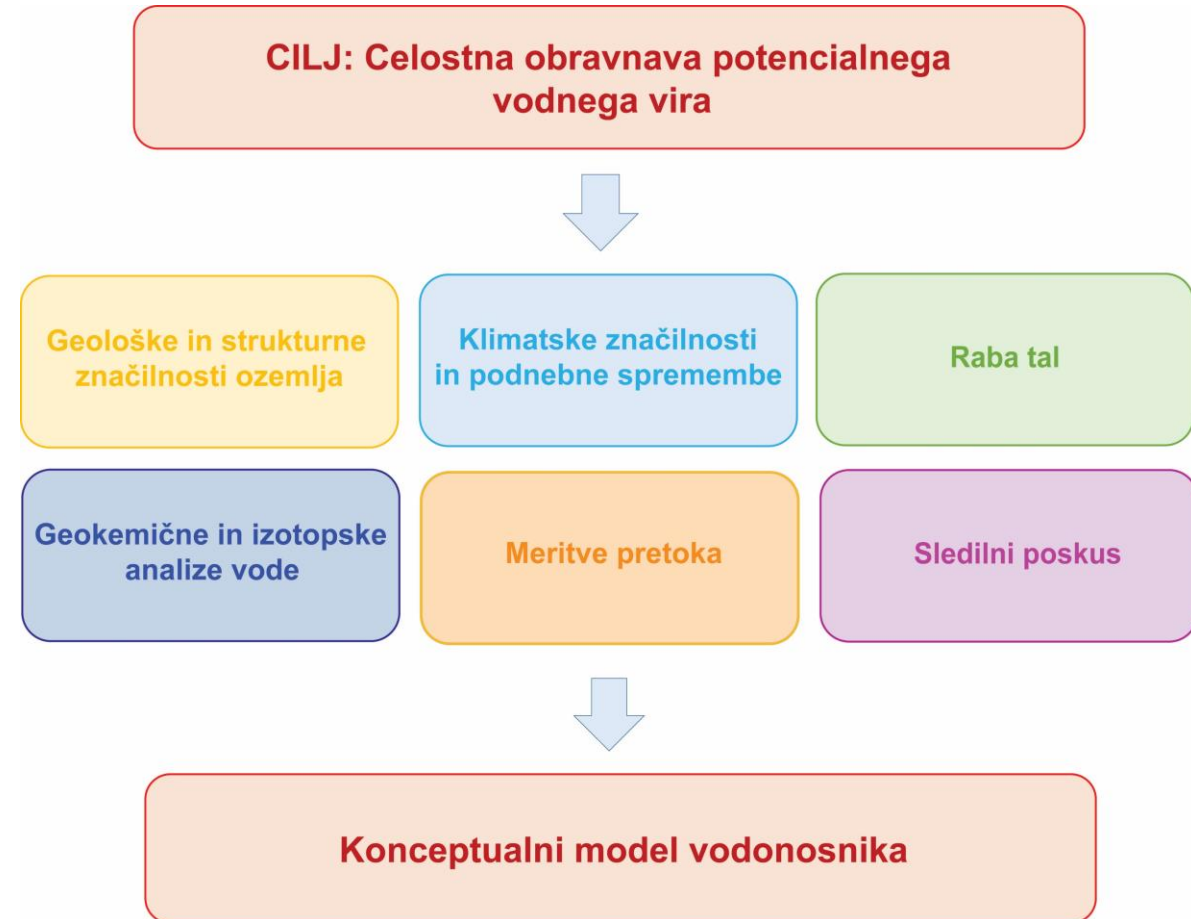 CILJ: Celostna obravnava potencialnega
vodnega vira
Geološke in strukturne
značilnosti ozemlja
Klimatske značilnosti
in podnebne spremembe
Raba tal
Geokemične in izotopske
analize vode
Meritve pretoka
Sledilni poskus
Konceptualni model vodonosnika